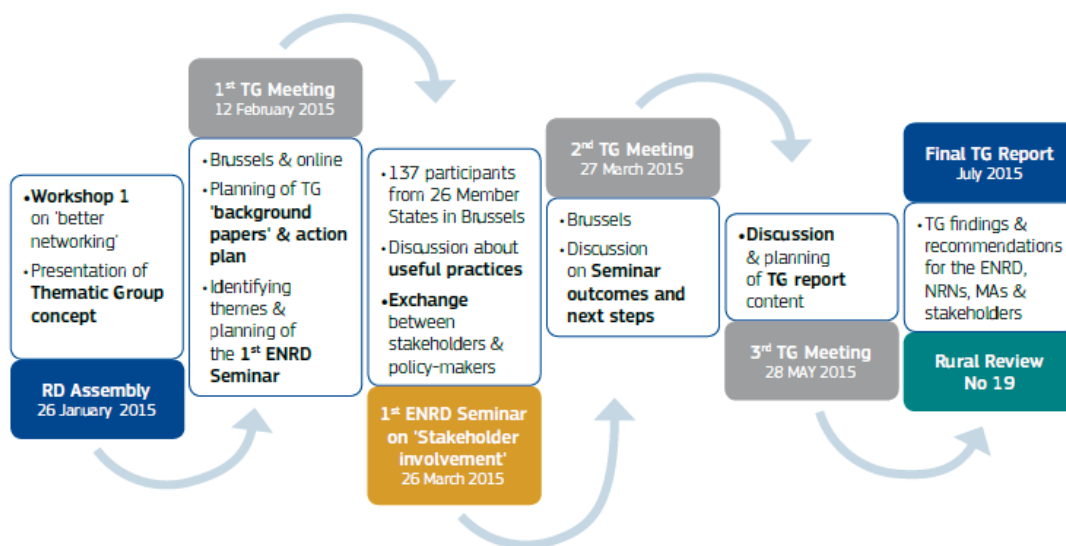 •Workshop 1
on 'better
networking'
•Presentation of
Thematic Group
concept
RD Assembly
26 January 2015
1st TG Meeting
12 February 2015
•Brussels & online
•Planning of TG
'background
papers' & action
plan
•Identifying
themes &
planning of
the 1st ENRD
Seminar
•137 participants
from 26 Member
States in Brussels
•Discussion about
useful practices
•Exchange
between
stakeholders &
policy-makers
1st ENRD Seminar
on 'Stakeholder
involvement'
26 March 2015
2nd TG Meeting
27 March 2015
•Brussels
•Discussion
on Seminar
outcomes and
next steps
•Discussion
& planning
of TG report
content
3rd TG Meeting
28 MAY 2015
Final TG Report
July 2015
•TG findings &
recommendations
for the ENRD,
NRNs, MAs &
stakeholders
Rural Review
No 19